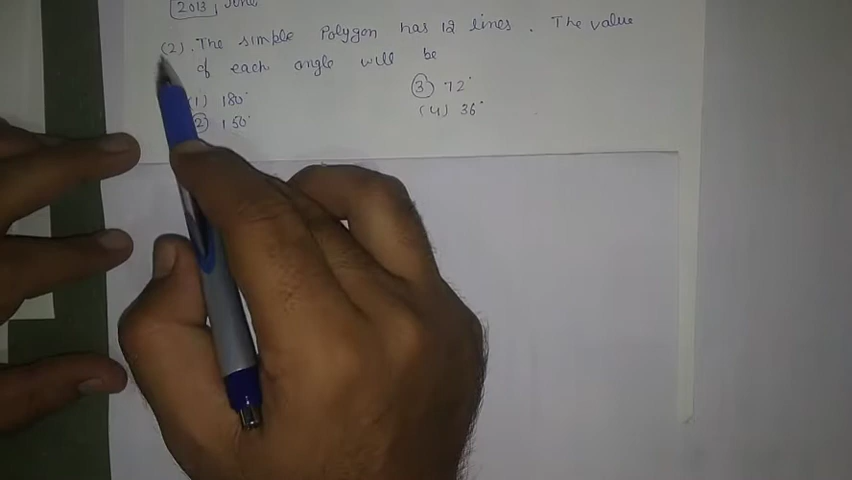 2013, June
(2). The simple Polygon has 12 lines. The value
of each angle will be
(1) 180°
(2) 150°
(3) 72°
(4) 36°